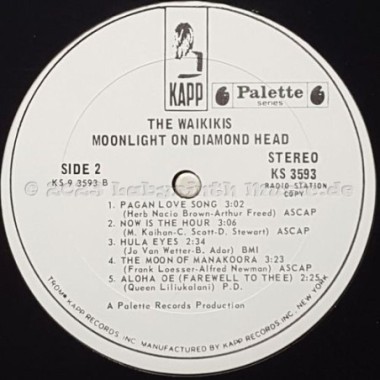 KAPP
Palette
series
THE WAIKIKIS
MOONLIGHT ON DIAMOND HEAD
SIDE 2
STEREO
KS-9 3593 B
KS 3593
RADIO STATION
COPY
1. PAGAN LOVE SONG 3:02
(Herb Nacio Brown-Arthur Freed) ASCAP
2. NOW IS THE HOUR 3:06
(M. Kaihan-C. Scott-D. Stewart) ASCAP
3. HULA EYES 2:34
(Jo Van Wetter-B. Adar) BMI
4. THE MOON OF MANAKOORA 3:23
(Frank Loesser-Alfred Newman) ASCAP
5. ALOHA OE (FAREWELL TO THEE) 2:25
(Queen Liliukalani) P.D.
A Palette Records Production
KAPP RECORDS, INC. MANUFACTURED BY KAPP RECORDS INC. NEW YORK,